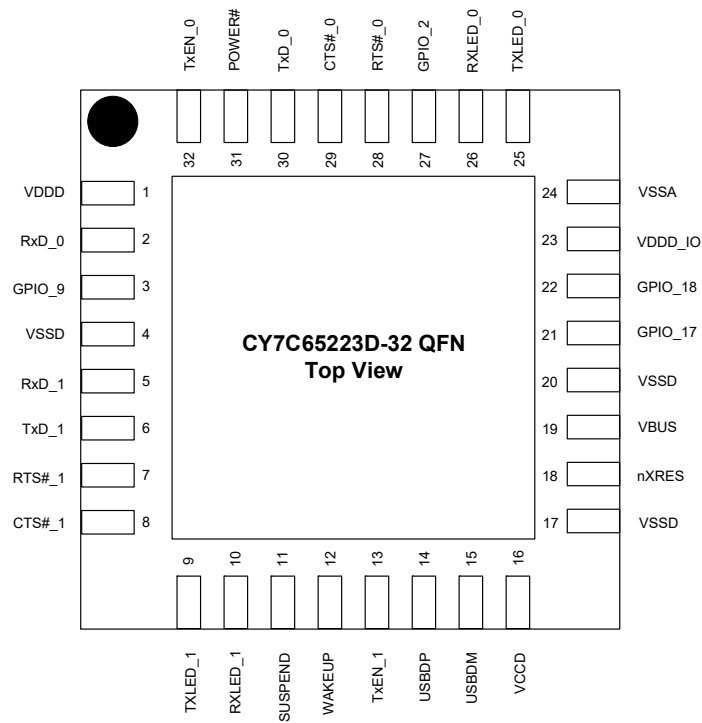 TxEN_0
POWER#
TxD_0
CTS#_0
RTS#_0
GPIO_2
RXLED_0
TXLED_0
32
31
30
29
28
27
26
25
VDDD 1
RxD_0 2
GPIO_9 3
VSSD 4
RxD_1 5
TxD_1 6
RTS#_1 7
CTS#_1 8
CY7C65223D-32 QFN
Top View
24 VSSA
23 VDDD_IO
22 GPIO_18
21 GPIO_17
20 VSSD
19 VBUS
18 nXRES
17 VSSD
9
10
11
12
13
14
15
16
TXLED_1
RXLED_1
SUSPEND
WAKEUP
TxEN_1
USBDP
USBDM
VCCD